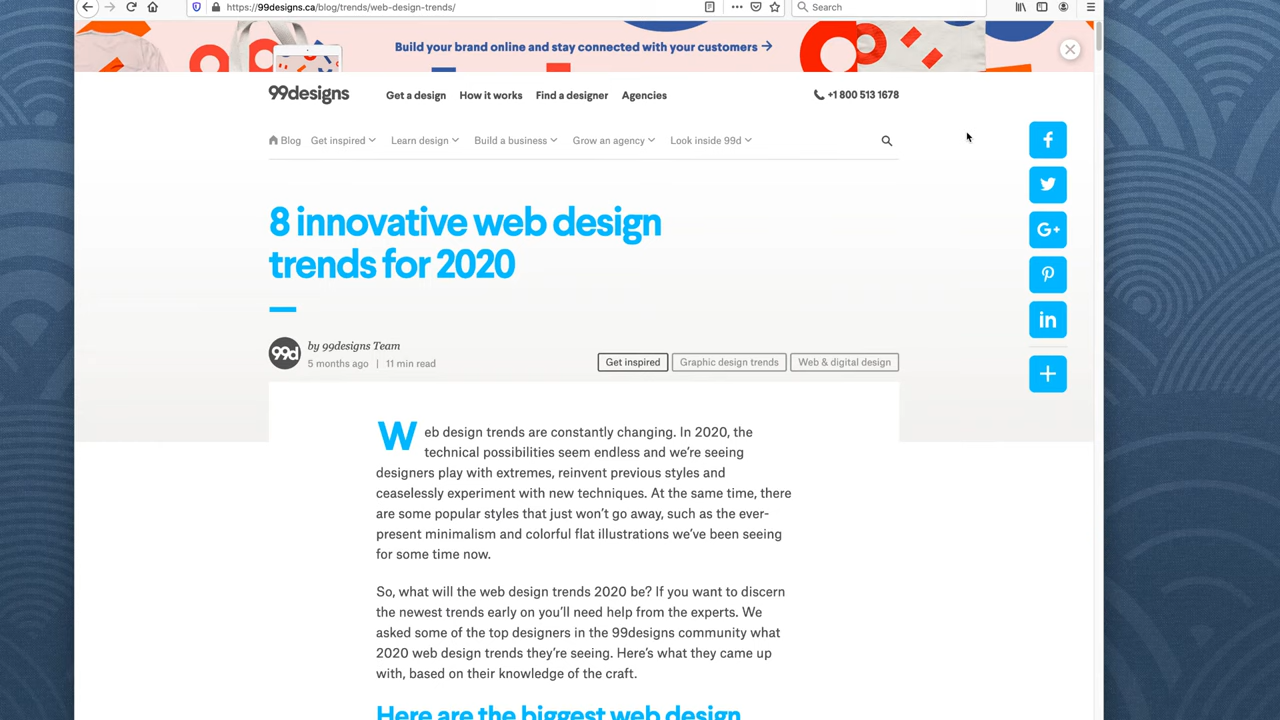 https://99designs.ca/blog/trends/web-design-trends/
Search
Build your brand online and stay connected with your customers →
99designs
Get a design How it works Find a designer Agencies
+1 800 513 1678
Blog Get inspired Learn design Build a business Grow an agency Look inside 99d
8 innovative web design
trends for 2020
99d
by 99designs Team
5 months ago | 11 min read
Get inspired Graphic design trends Web & digital design
Web design trends are constantly changing. In 2020, the
technical possibilities seem endless and we're seeing
designers play with extremes, reinvent previous styles and
ceaselessly experiment with new techniques. At the same time, there
are some popular styles that just won't go away, such as the ever-
present minimalism and colorful flat illustrations we've been seeing
for some time now.
So, what will the web design trends 2020 be? If you want to discern
the newest trends early on you'll need help from the experts. We
asked some of the top designers in the 99designs community what
2020 web design trends they're seeing. Here's what they came up
with, based on their knowledge of the craft.
Here are the biggest web design
f
G+
in
+